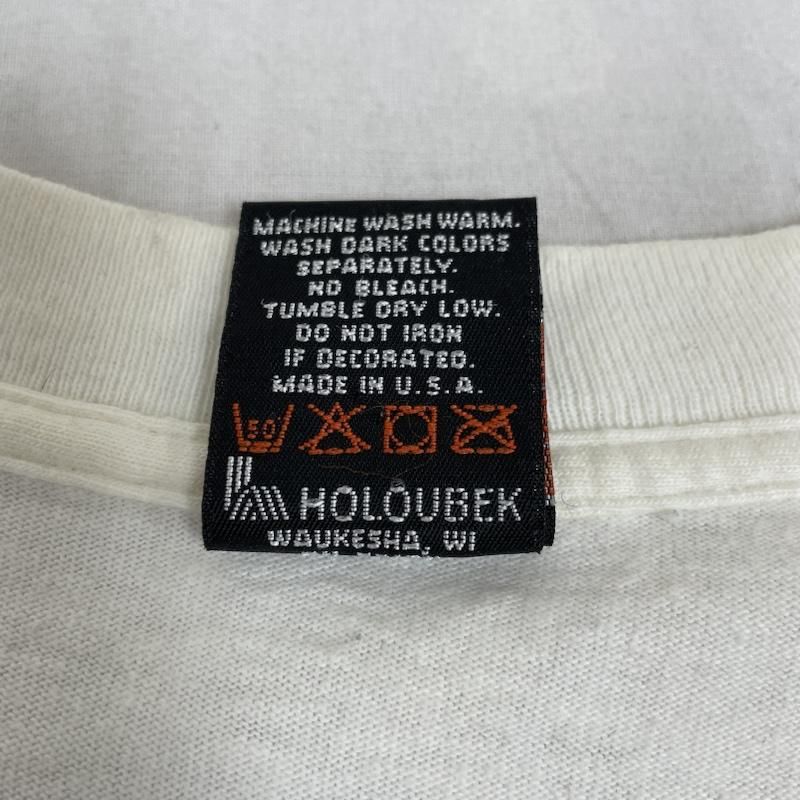 MACHINE WASH WARM.
WASH DARK COLORS
SEPARATELY.
NO BLEACH.
TUMBLE DRY LOW.
DO NOT IRON
IF DECORATED.
MADE IN U.S.A.
50
HOLOUBEK
WAUKESHA, WI